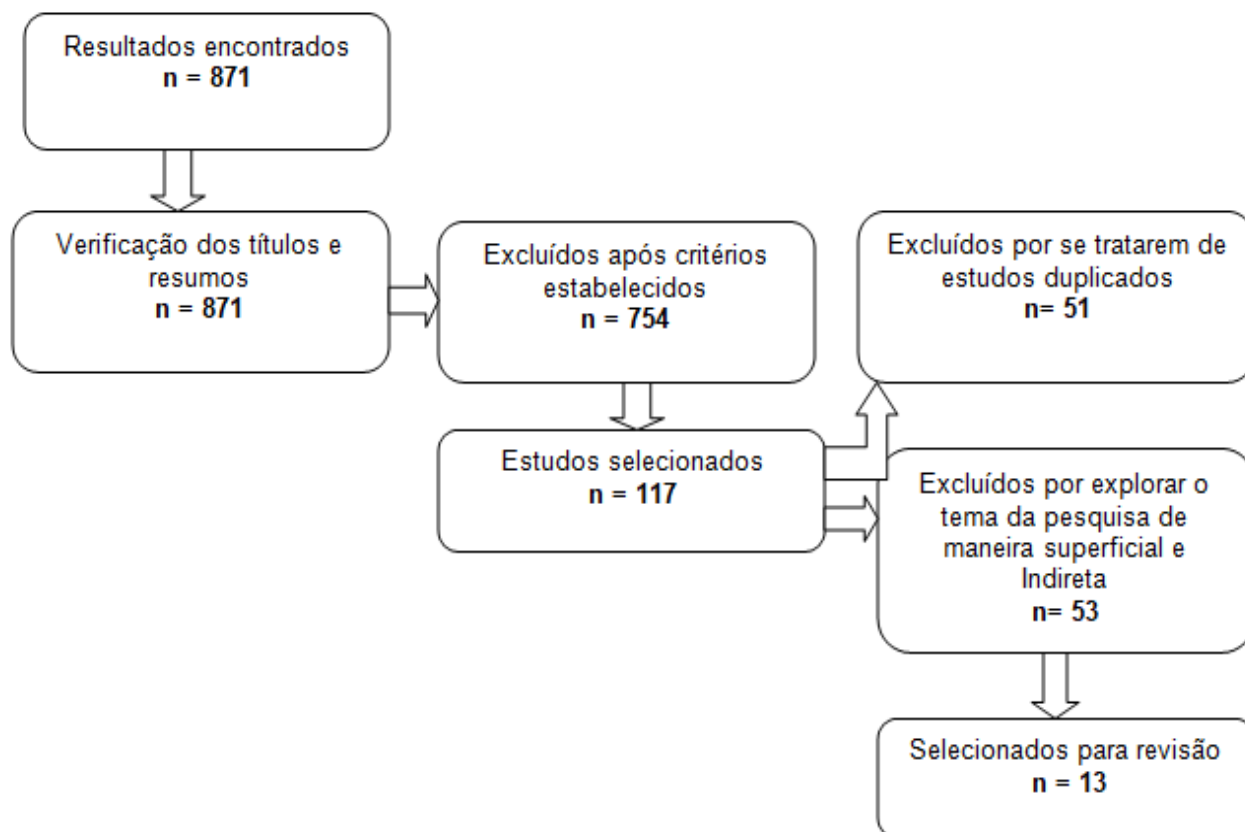 Resultados encontrados
n = 871
Verificação dos títulos e
resumos
n = 871
Excluídos após critérios
estabelecidos
n = 754
Estudos selecionados
n = 117
Excluídos por se tratarem de
estudos duplicados
n= 51
Excluídos por explorar o
tema da pesquisa de
maneira superficial e
Indireta
n= 53
Selecionados para revisão
n = 13